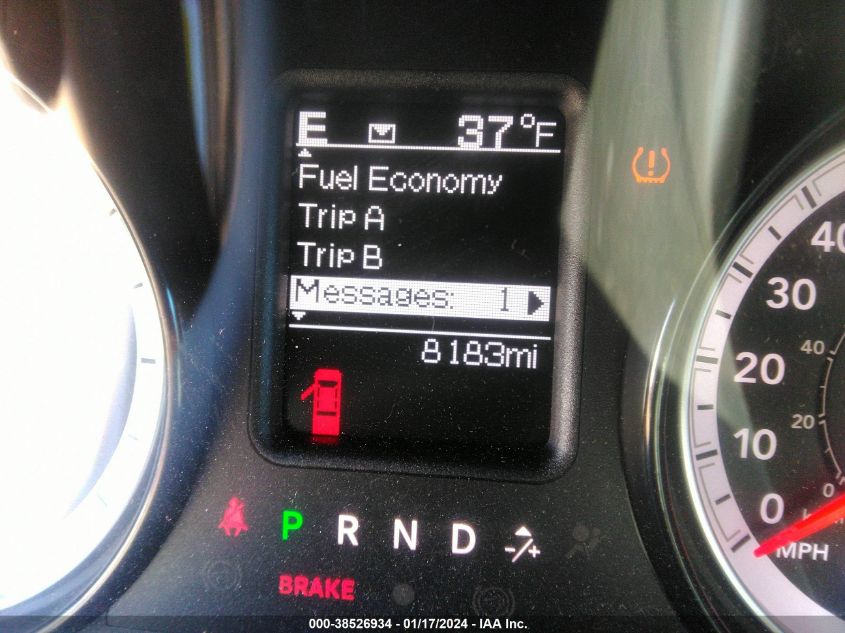 E 37°F
Fuel Economy
Trip A
Trip B
Messages: 1
8183mi
P R N D -/+
BRAKE
40
30
20
10
0
MPH
40
20
0
000-38526934 - 01/17/2024 - IAA Inc.